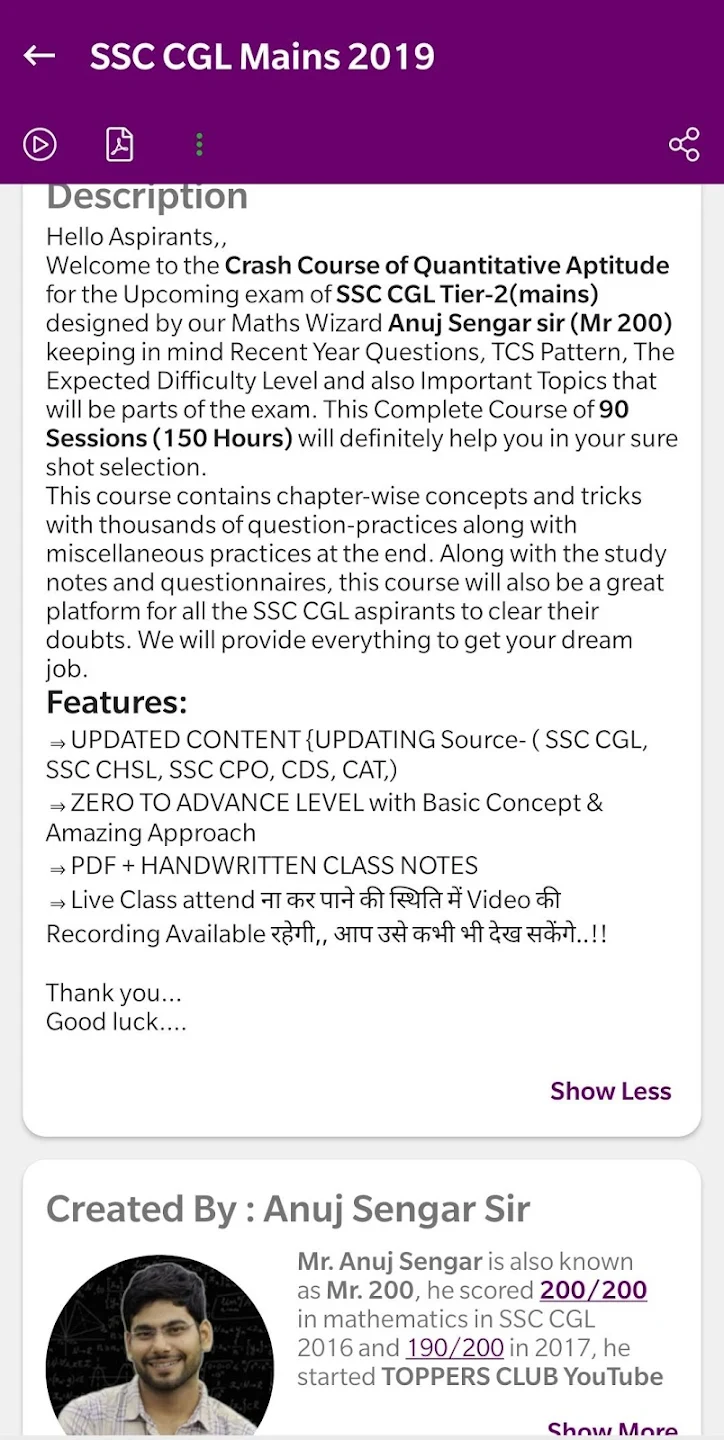 SSC CGL Mains 2019
Description
Hello Aspirants,,
Welcome to the Crash Course of Quantitative Aptitude
for the Upcoming exam of SSC CGL Tier-2(mains)
designed by our Maths Wizard Anuj Sengar sir (Mr 200)
keeping in mind Recent Year Questions, TCS Pattern, The
Expected Difficulty Level and also Important Topics that
will be parts of the exam. This Complete Course of 90
Sessions (150 Hours) will definitely help you in your sure
shot selection.
This course contains chapter-wise concepts and tricks
with thousands of question-practices along with
miscellaneous practices at the end. Along with the study
notes and questionnaires, this course will also be a great
platform for all the SSC CGL aspirants to clear their
doubts. We will provide everything to get your dream
job.
Features:
⇒ UPDATED CONTENT {UPDATING Source- ( SSC CGL,
SSC CHSL, SSC CPO, CDS, CAT,)
⇒ ZERO TO ADVANCE LEVEL with Basic Concept &
Amazing Approach
⇒ PDF + HANDWRITTEN CLASS NOTES
⇒ Live Class attend ना कर पाने की स्थिति में Video की
Recording Available रहेगी,, आप उसे कभी भी देख सकेंगे..!!
Thank you...
Good luck....
Show Less
Created By : Anuj Sengar Sir
Mr. Anuj Sengar is also known
as Mr. 200, he scored 200/200
in mathematics in SSC CGL
2016 and 190/200 in 2017, he
started TOPPERS CLUB YouTube
Show More